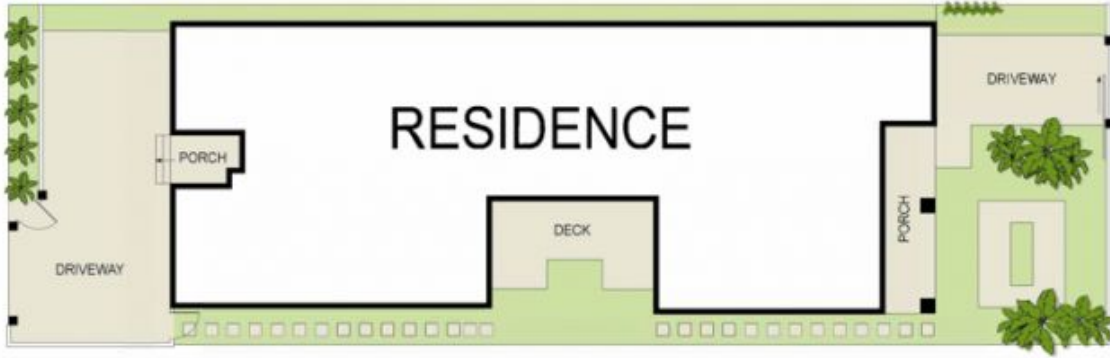 DRIVEWAY
RESIDENCE
PORCH
PORCH
DECK
DRIVEWAY